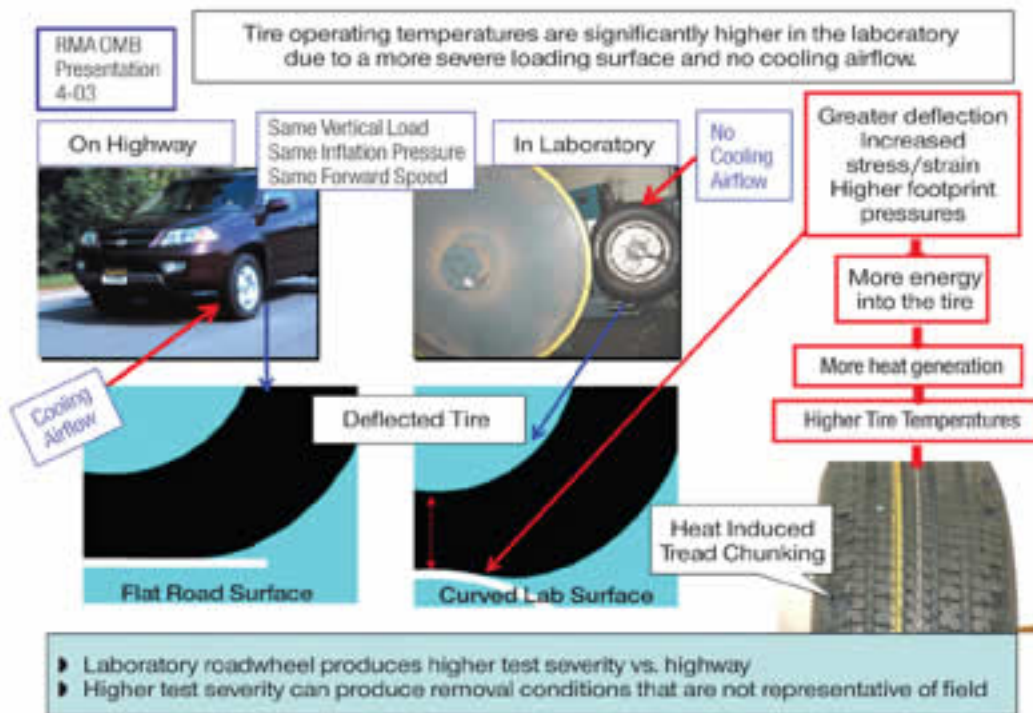 RMA OMB
Presentation
4-03
Tire operating temperatures are significantly higher in the laboratory
due to a more severe loading surface and no cooling airflow.
On Highway
Same Vertical Load
Same Inflation Pressure
Same Forward Speed
In Laboratory
No
Cooling
Airflow
Greater deflection
Increased
stress/strain
Higher footprint
pressures
More energy
into the tire
More heat generation
Higher Tire Temperatures
Cooling
Airflow
Deflected Tire
Heat Induced
Tread Chunking
Flat Road Surface
Curved Lab Surface
Laboratory roadwheel produces higher test severity vs. highway
Higher test severity can produce removal conditions that are not representative of field